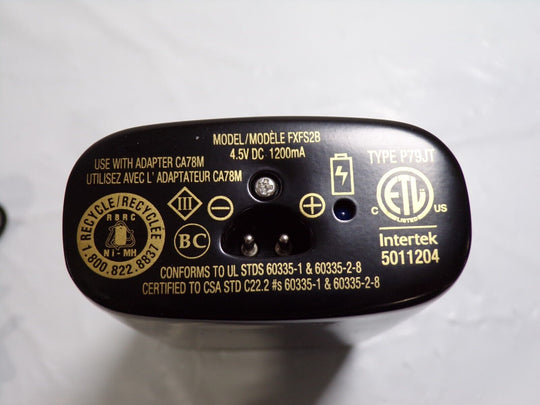 MODEL/MODÈLE FXFS2B
4.5V DC 1200mA
USE WITH ADAPTER CA78M
UTILISEZ AVEC L' ADAPTATEUR CA78M
TYPE P79JT
RECYCLE/RECYCLEZ
RBRC
Ni-MH
1.800.822.8837
III
BC
ETL
LISTED
C US
Intertek
5011204
CONFORMS TO UL STDS 60335-1 & 60335-2-8
CERTIFIED TO CSA STD C22.2 #s 60335-1 & 60335-2-8